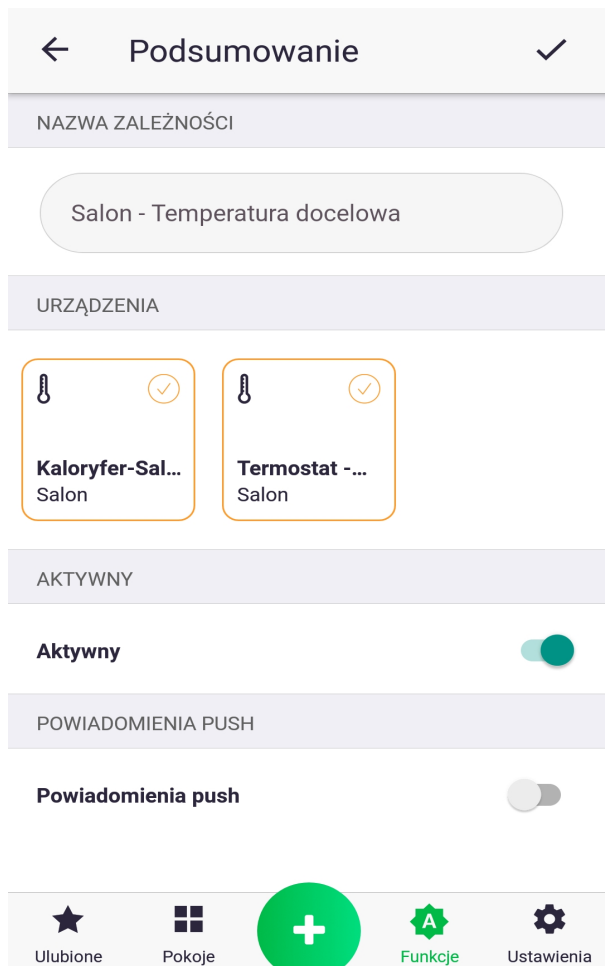 Podsumowanie
NAZWA ZALEŻNOŚCI
Salon - Temperatura docelowa
URZĄDZENIA
Kaloryfer-Sal...
Salon
Termostat -...
Salon
AKTYWNY
Aktywny
POWIADOMIENIA PUSH
Powiadomienia push
A
Ulubione
Pokoje
Funkcje
Ustawienia